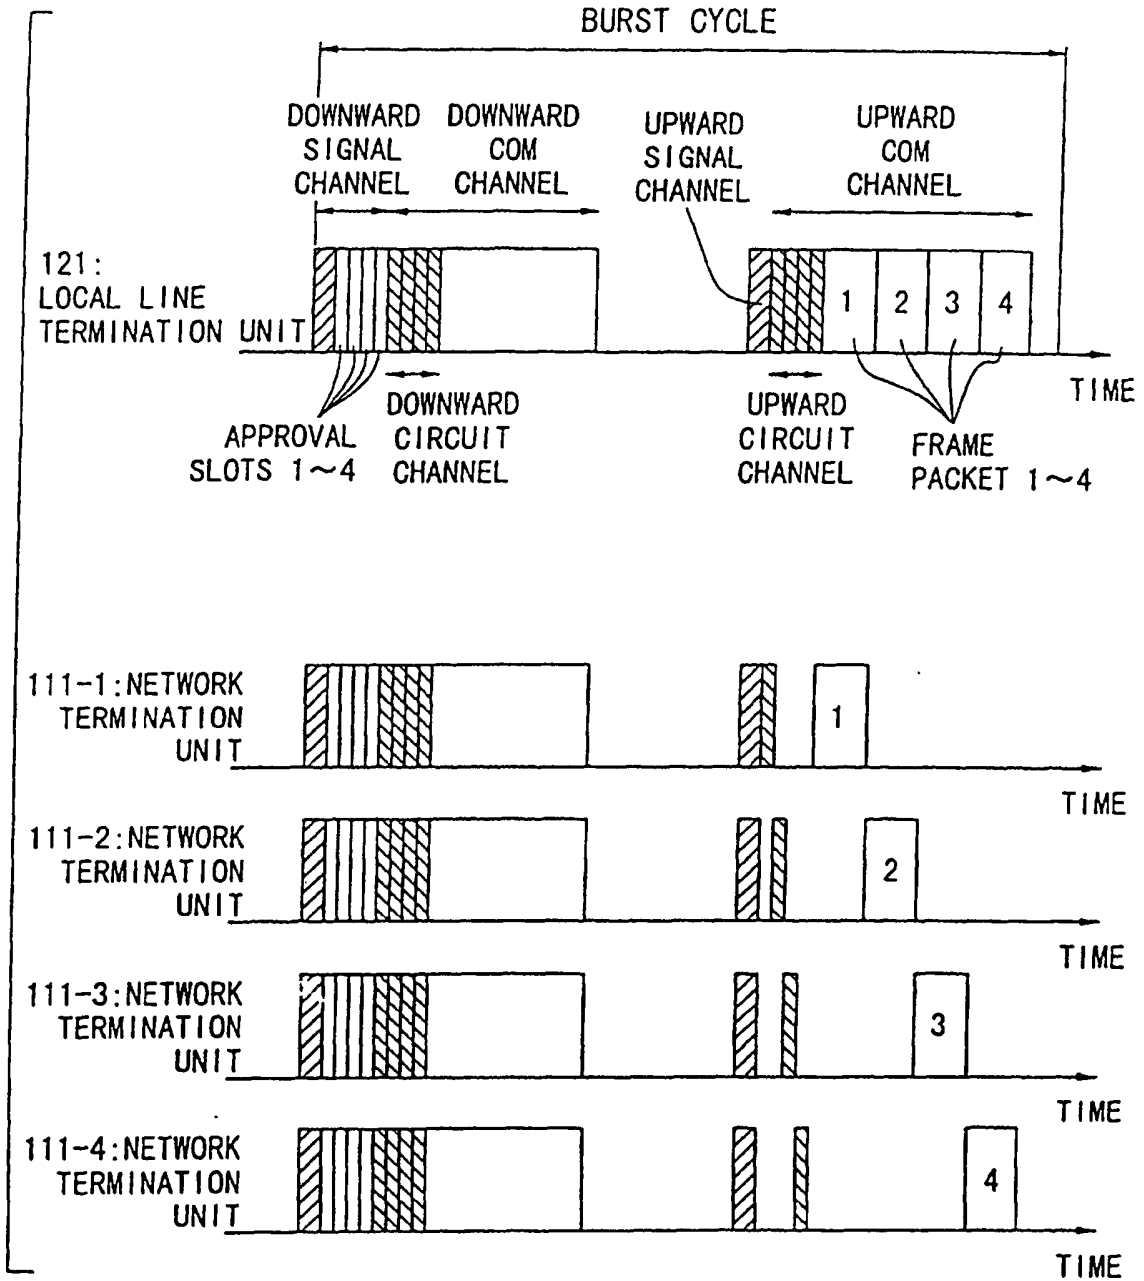 BURST CYCLE
DOWNWARD
SIGNAL
CHANNEL
DOWNWARD
COM
CHANNEL
UPWARD
SIGNAL
CHANNEL
UPWARD
COM
CHANNEL
121:
LOCAL LINE
TERMINATION UNIT
1 2 3 4
TIME
APPROVAL
SLOTS 1～4
DOWNWARD
CIRCUIT
CHANNEL
UPWARD
CIRCUIT
CHANNEL
FRAME
PACKET 1～4
111-1:NETWORK
TERMINATION
UNIT
1
TIME
111-2:NETWORK
TERMINATION
UNIT
2
TIME
111-3:NETWORK
TERMINATION
UNIT
3
TIME
111-4:NETWORK
TERMINATION
UNIT
4
TIME